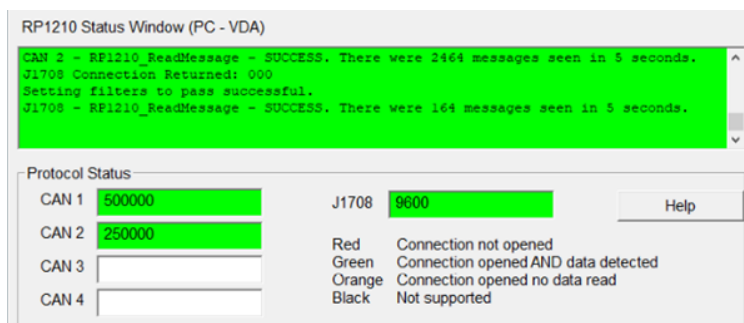 RP1210 Status Window (PC - VDA)
CAN 2 - RP1210_ReadMessage - SUCCESS. There were 2464 messages seen in 5 seconds.
J1708 Connection Returned: 000
Setting filters to pass successful.
J1708 - RP1210_ReadMessage - SUCCESS. There were 164 messages seen in 5 seconds.
Protocol Status
CAN 1 500000 J1708 9600 Help
CAN 2 250000
Red Connection not opened
CAN 3 Green Connection opened AND data detected
Orange Connection opened no data read
CAN 4 Black Not supported